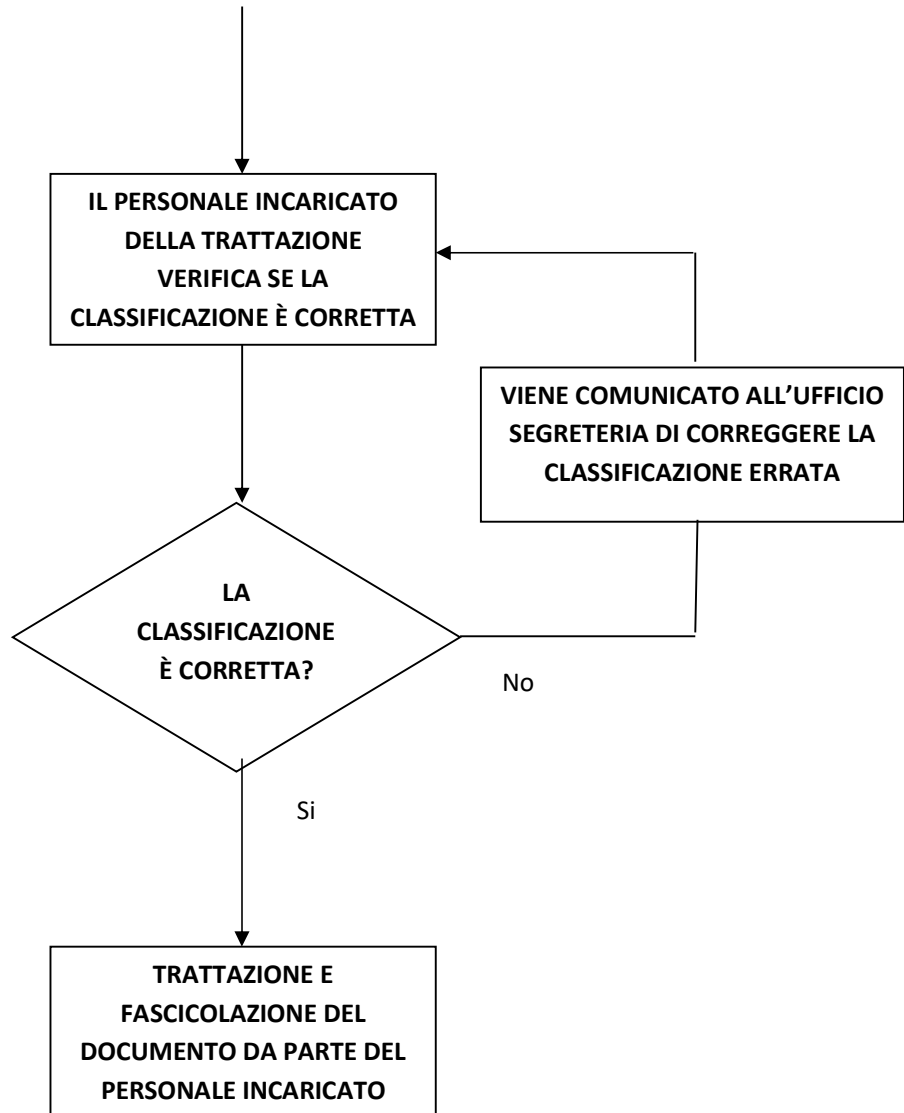 IL PERSONALE INCARICATO
DELLA TRATTAZIONE
VERIFICA SE LA
CLASSIFICAZIONE È CORRETTA
VIENE COMUNICATO ALL’UFFICIO
SEGRETERIA DI CORREGGERE LA
CLASSIFICAZIONE ERRATA
LA
CLASSIFICAZIONE
È CORRETTA?
No
Si
TRATTAZIONE E
FASCICOLAZIONE DEL
DOCUMENTO DA PARTE DEL
PERSONALE INCARICATO